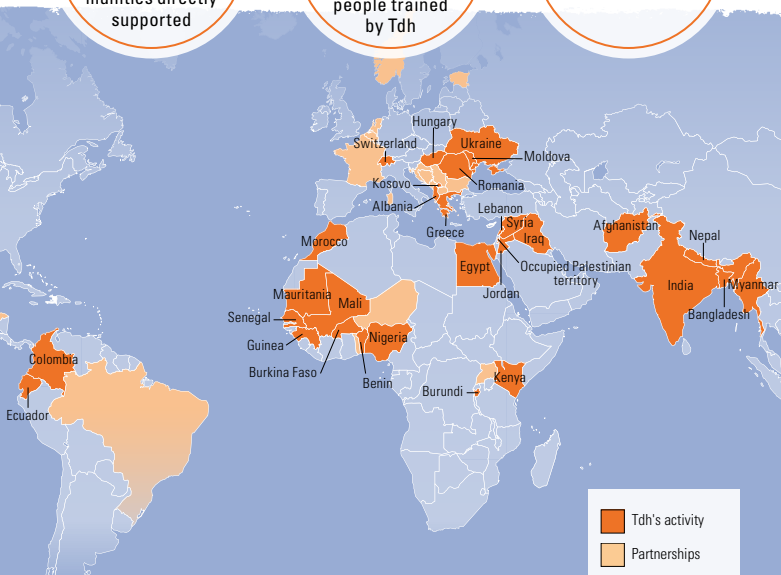 munities directly
supported
people trained
by Tdh
Hungary
Switzerland
Ukraine
Moldova
Kosovo
Romania
Albania
Lebanon
Greece
Syria
Iraq
Afghanistan
Nepal
Morocco
Egypt
Occupied Palestinian
territory
Jordan
India
Myanmar
Bangladesh
Mauritania
Mali
Senegal
Nigeria
Guinea
Burkina Faso
Benin
Colombia
Kenya
Burundi
Ecuador
Tdh's activity
Partnerships